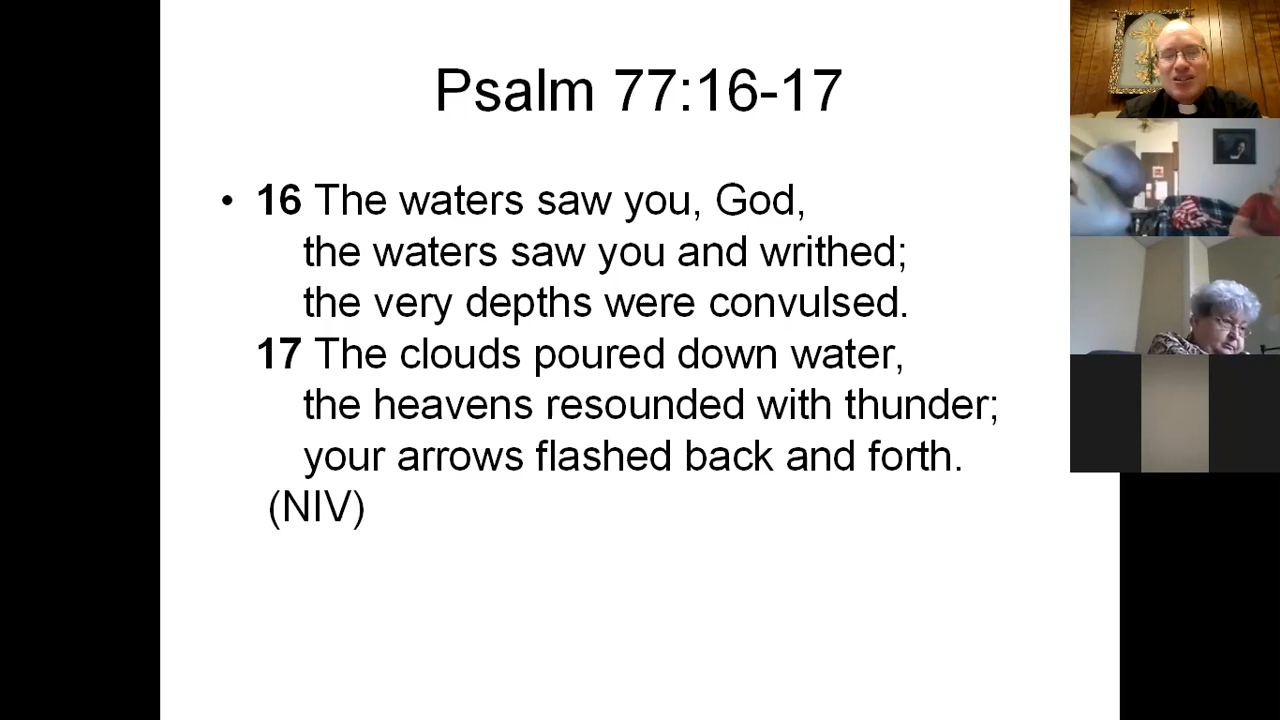 Psalm 77:16-17
• 16 The waters saw you, God,
the waters saw you and writhed;
the very depths were convulsed.
17 The clouds poured down water,
the heavens resounded with thunder;
your arrows flashed back and forth.
(NIV)